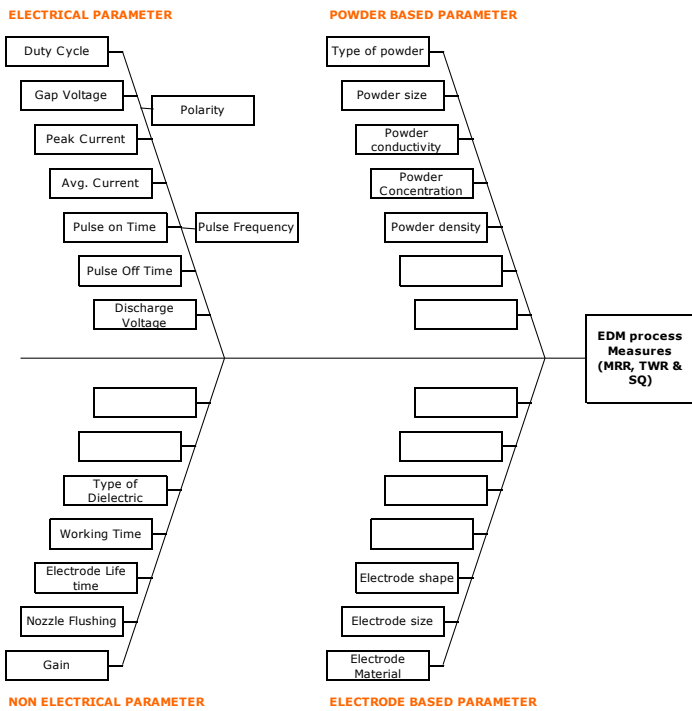 ELECTRICAL PARAMETER
POWDER BASED PARAMETER
Duty Cycle
Gap Voltage
Polarity
Peak Current
Avg. Current
Pulse on Time
Pulse Frequency
Pulse Off Time
Discharge
Voltage
Type of powder
Powder size
Powder
conductivity
Powder
Concentration
Powder density
EDM process
Measures
(MRR, TWR &
SQ)
Type of
Dielectric
Working Time
Electrode Life
time
Nozzle Flushing
Gain
Electrode shape
Electrode size
Electrode
Material
NON ELECTRICAL PARAMETER
ELECTRODE BASED PARAMETER